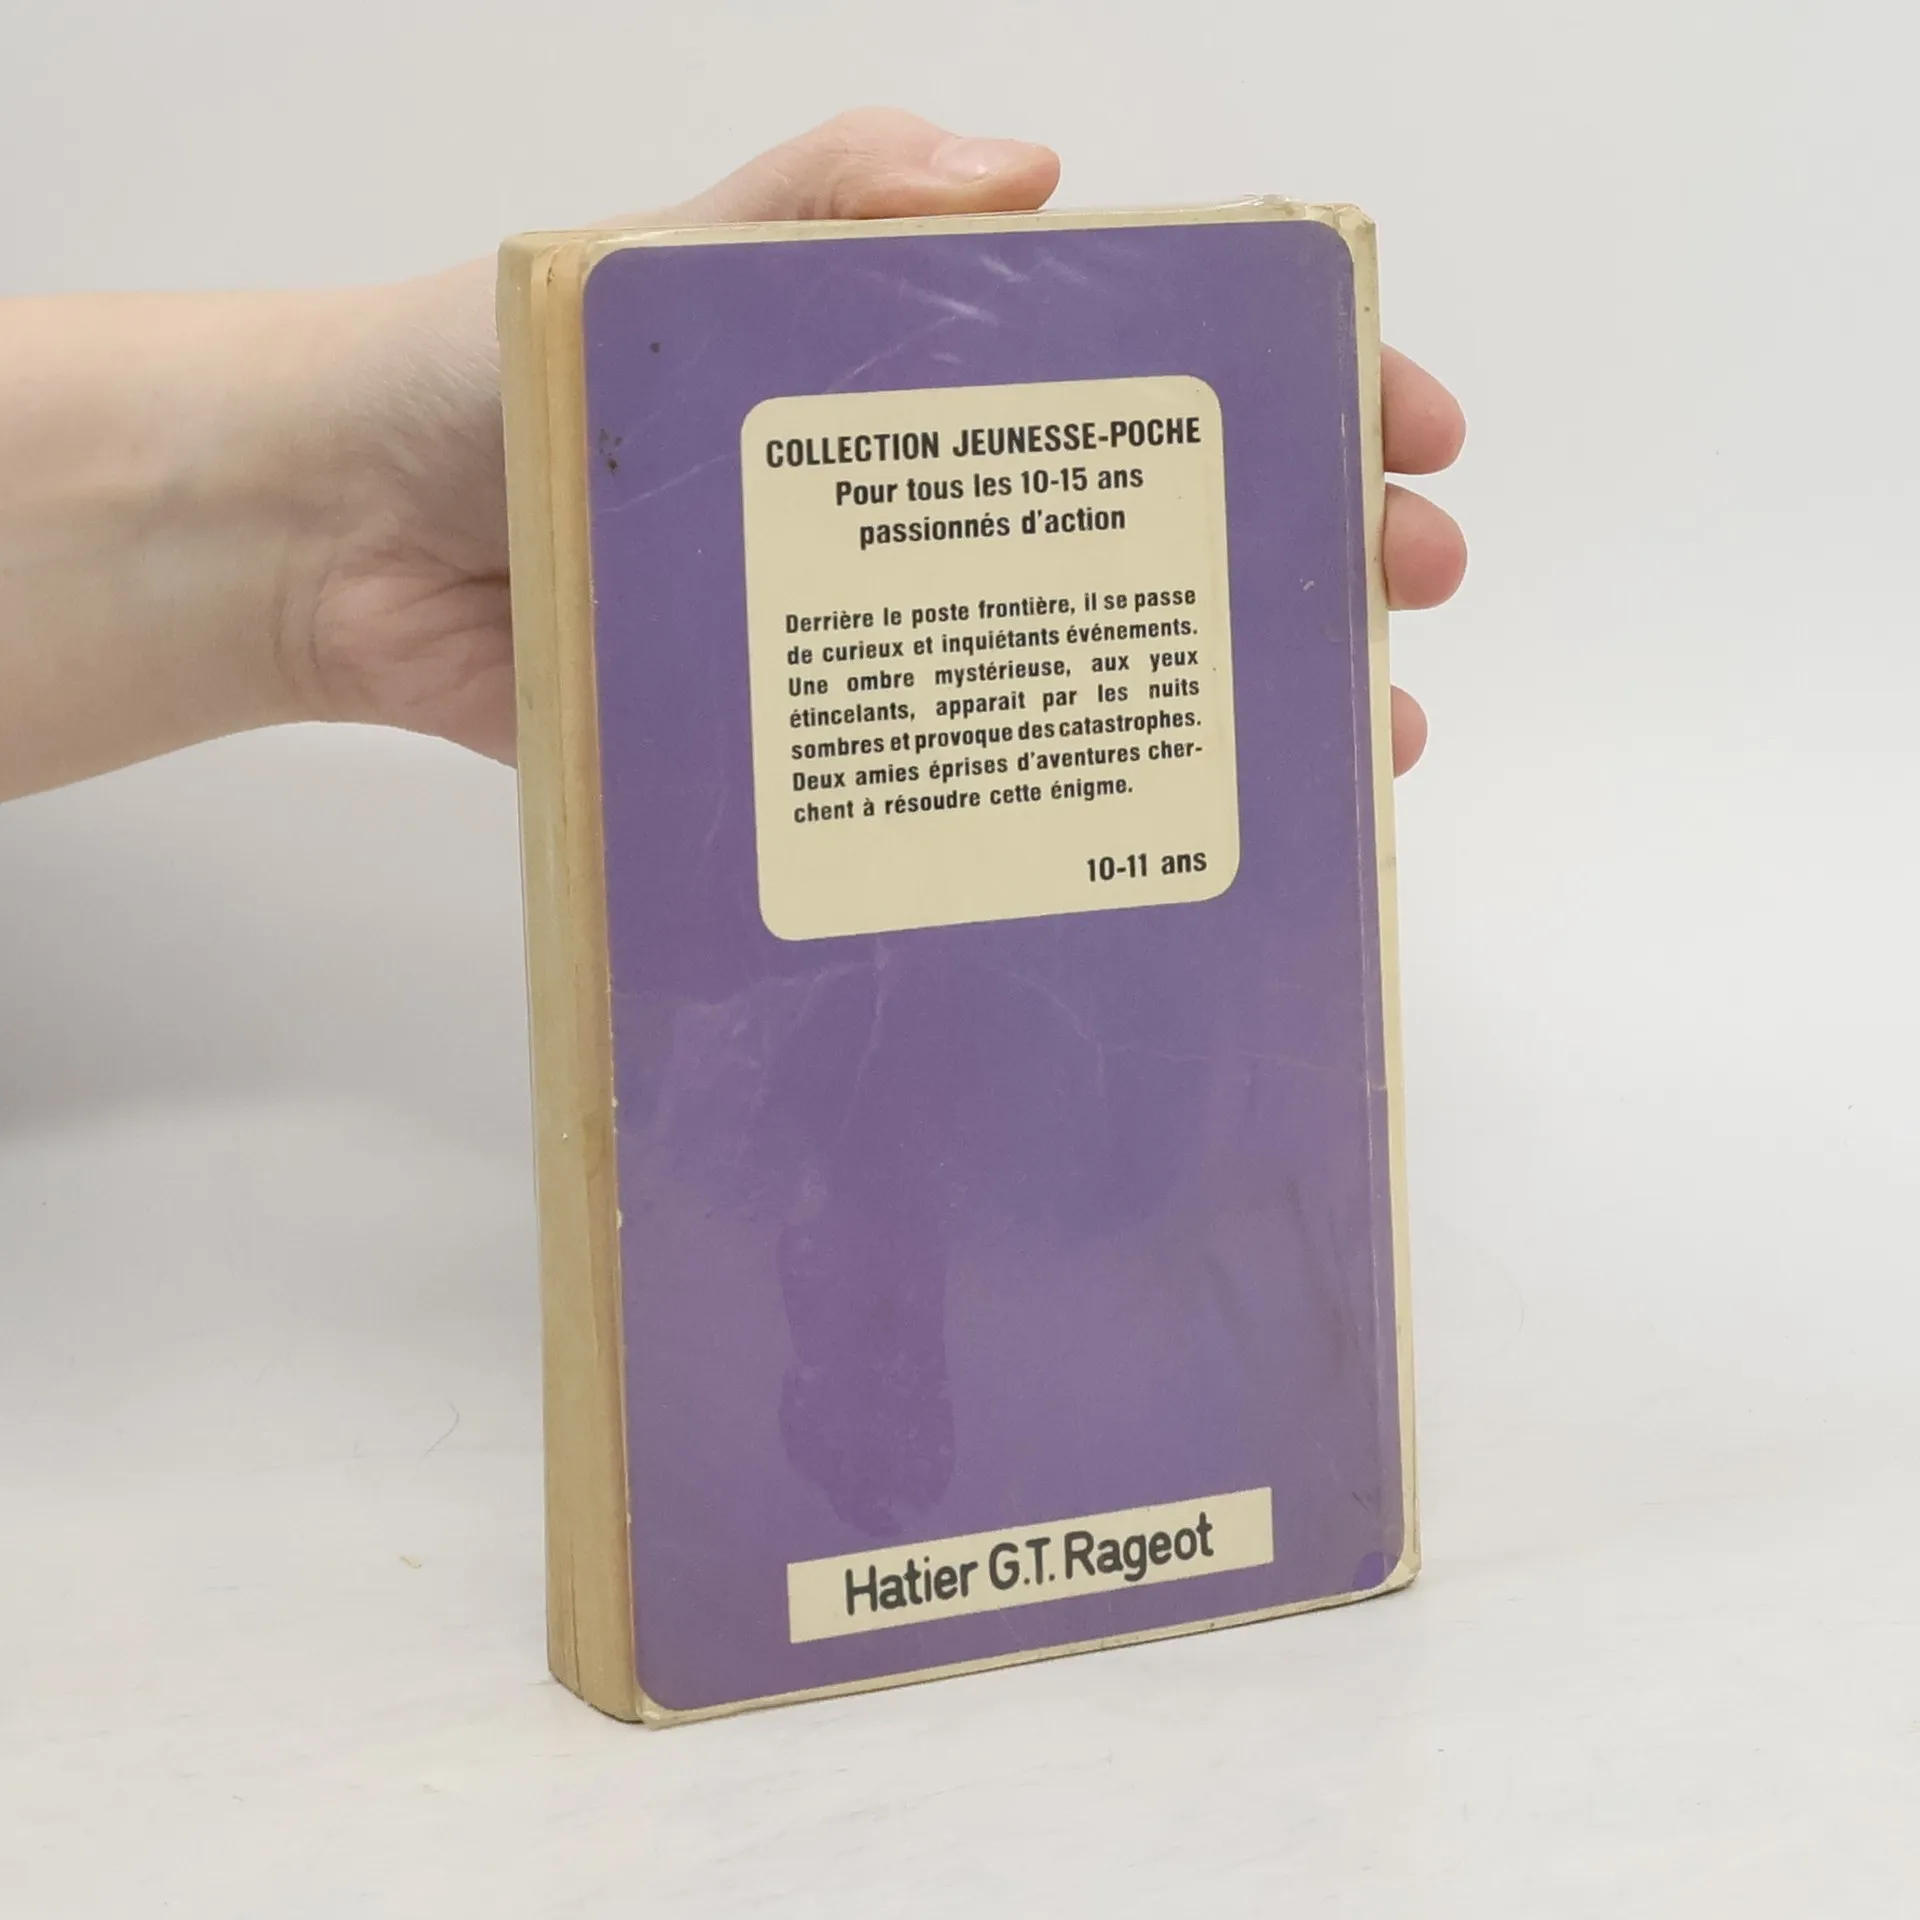 COLLECTION JEUNESSE-POCHE
Pour tous les 10-15 ans
passionnés d'action
Derrière le poste frontière, il se passe
de curieux et inquiétants événements.
Une ombre mystérieuse, aux yeux
étincelants, apparait par les nuits
sombres et provoque des catastrophes.
Deux amies éprises d'aventures cher-
chent à résoudre cette énigme.
10-11 ans
Hatier G.T. Rageot